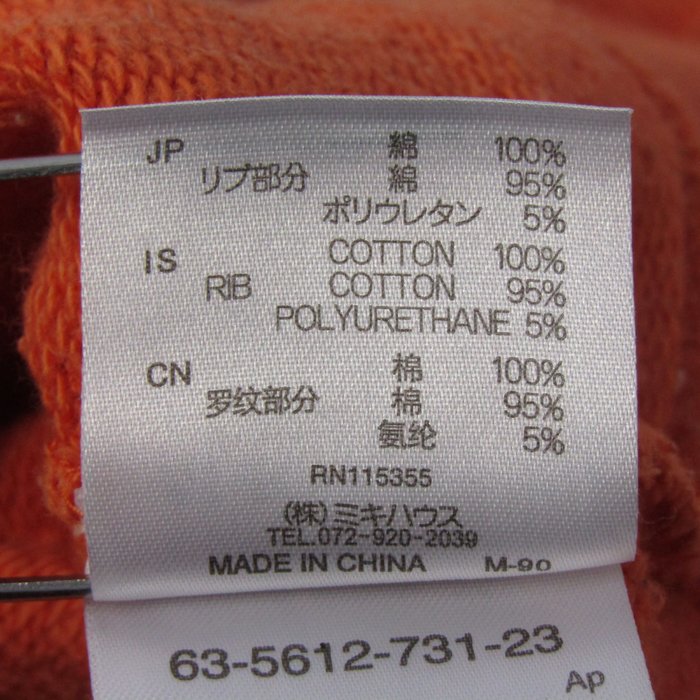 JP 綿 100%
リブ部分 綿 95%
ポリウレタン 5%
IS COTTON 100%
RIB COTTON 95%
POLYURETHANE 5%
CN 棉 100%
罗纹部分 棉 95%
氨纶 5%
RN115355
(株)ミキハウス
TEL.072-920-2039
MADE IN CHINA M-90
63-5612-731-23
Ap